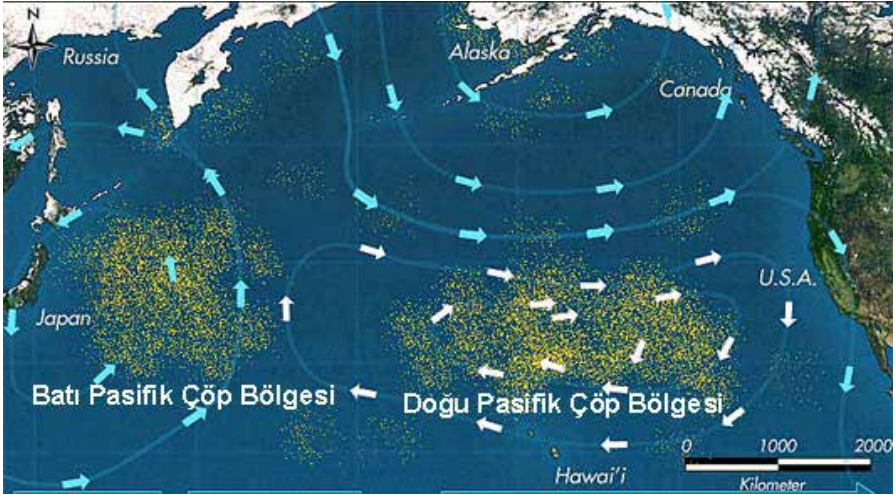 N
Russia
Alaska
Canada
U.S.A.
Japan
Batı Pasifik Çöp Bölgesi
Doğu Pasifik Çöp Bölgesi
0 1000 2000
Kilometer
Hawai'i